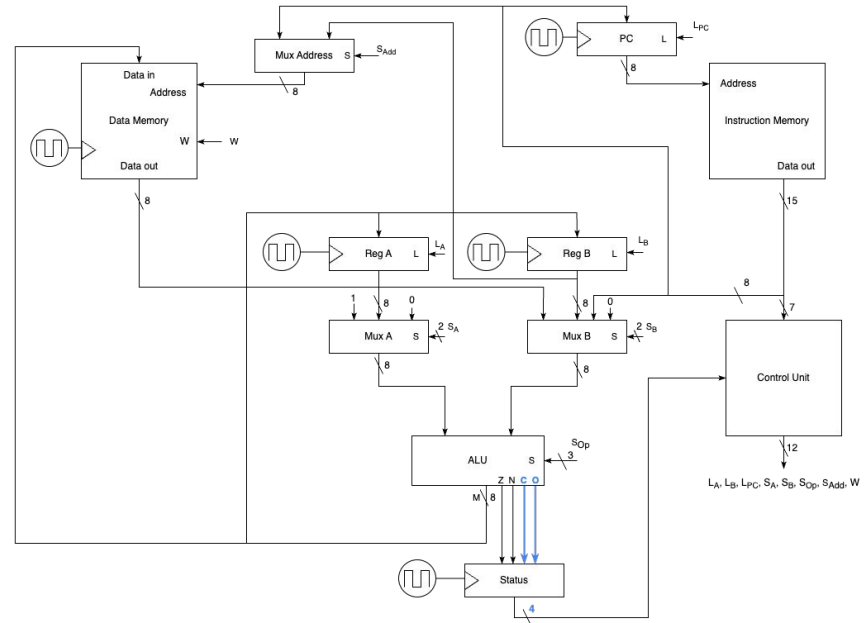 PC
L
L_PC
Mux Address
S
S_Add
8
8
Data in
Address
Data Memory
W
W
Data out
Address
Instruction Memory
Data out
8
15
Reg A
L
L_A
Reg B
L
L_B
1
8
0
8
0
8
7
Mux A
S
2
S_A
Mux B
S
2
S_B
8
8
Control Unit
ALU
S
S_Op
3
Z
N
C
O
M
8
12
L_A, L_B, L_PC, S_A, S_B, S_Op, S_Add, W
Status
4